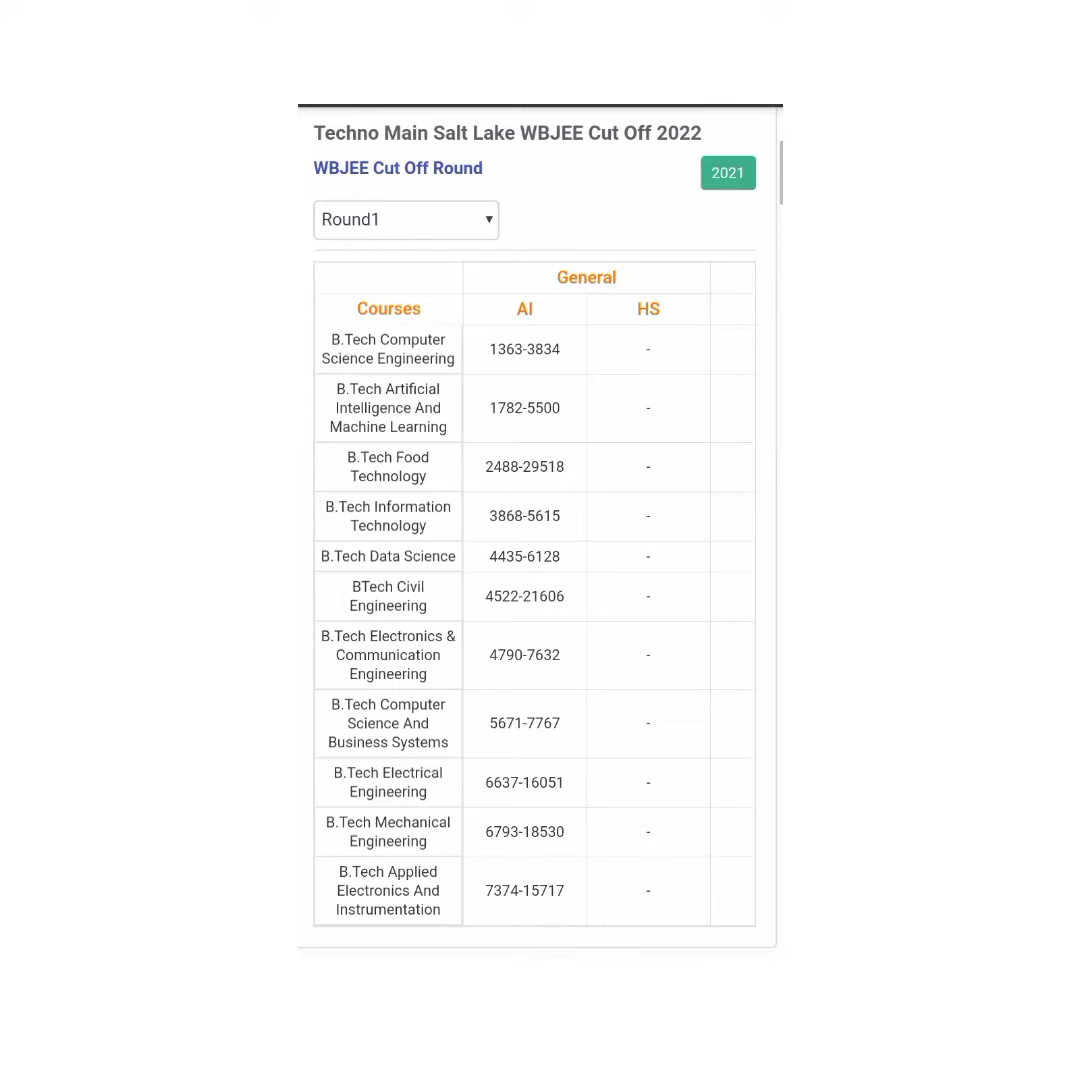 Techno Main Salt Lake WBJEE Cut Off 2022
WBJEE Cut Off Round
2021
Round1 ▾
General
Courses AI HS
B.Tech Computer
Science Engineering
1363-3834 -
B.Tech Artificial
Intelligence And
Machine Learning
1782-5500 -
B.Tech Food
Technology
2488-29518 -
B.Tech Information
Technology
3868-5615 -
B.Tech Data Science 4435-6128 -
BTech Civil
Engineering
4522-21606 -
B.Tech Electronics &
Communication
Engineering
4790-7632 -
B.Tech Computer
Science And
Business Systems
5671-7767 -
B.Tech Electrical
Engineering
6637-16051 -
B.Tech Mechanical
Engineering
6793-18530 -
B.Tech Applied
Electronics And
Instrumentation
7374-15717 -